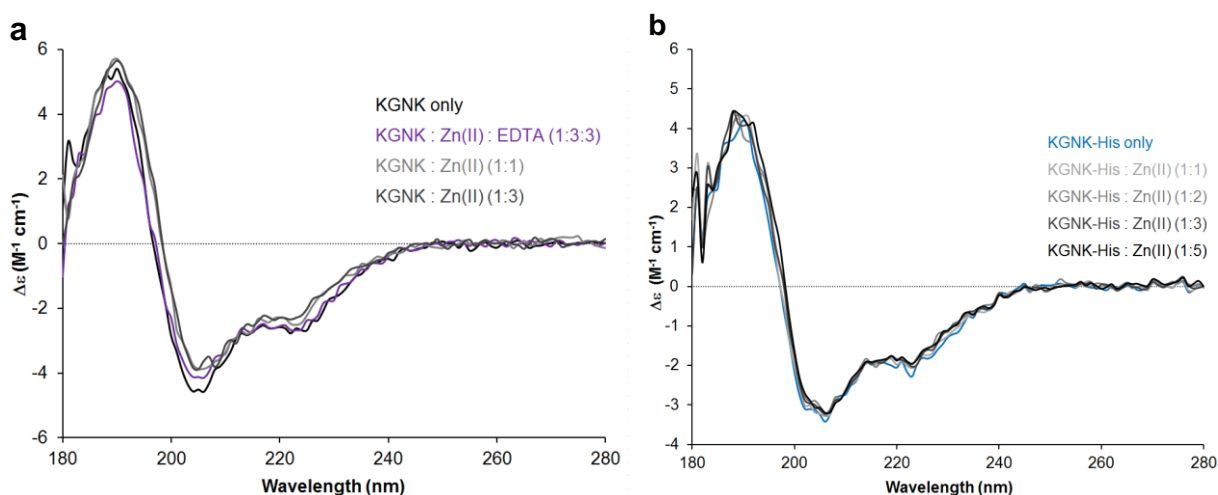 a
6
4
2
0
-2
-4
-6
180
200
220
240
260
280
Δε (M⁻¹ cm⁻¹)
Wavelength (nm)
KGNK only
KGNK : Zn(II) : EDTA (1:3:3)
KGNK : Zn(II) (1:1)
KGNK : Zn(II) (1:3)
b
6
5
4
3
2
1
0
-1
-2
-3
-4
180
200
220
240
260
280
Δε (M⁻¹ cm⁻¹)
Wavelength (nm)
KGNK-His only
KGNK-His : Zn(II) (1:1)
KGNK-His : Zn(II) (1:2)
KGNK-His : Zn(II) (1:3)
KGNK-His : Zn(II) (1:5)